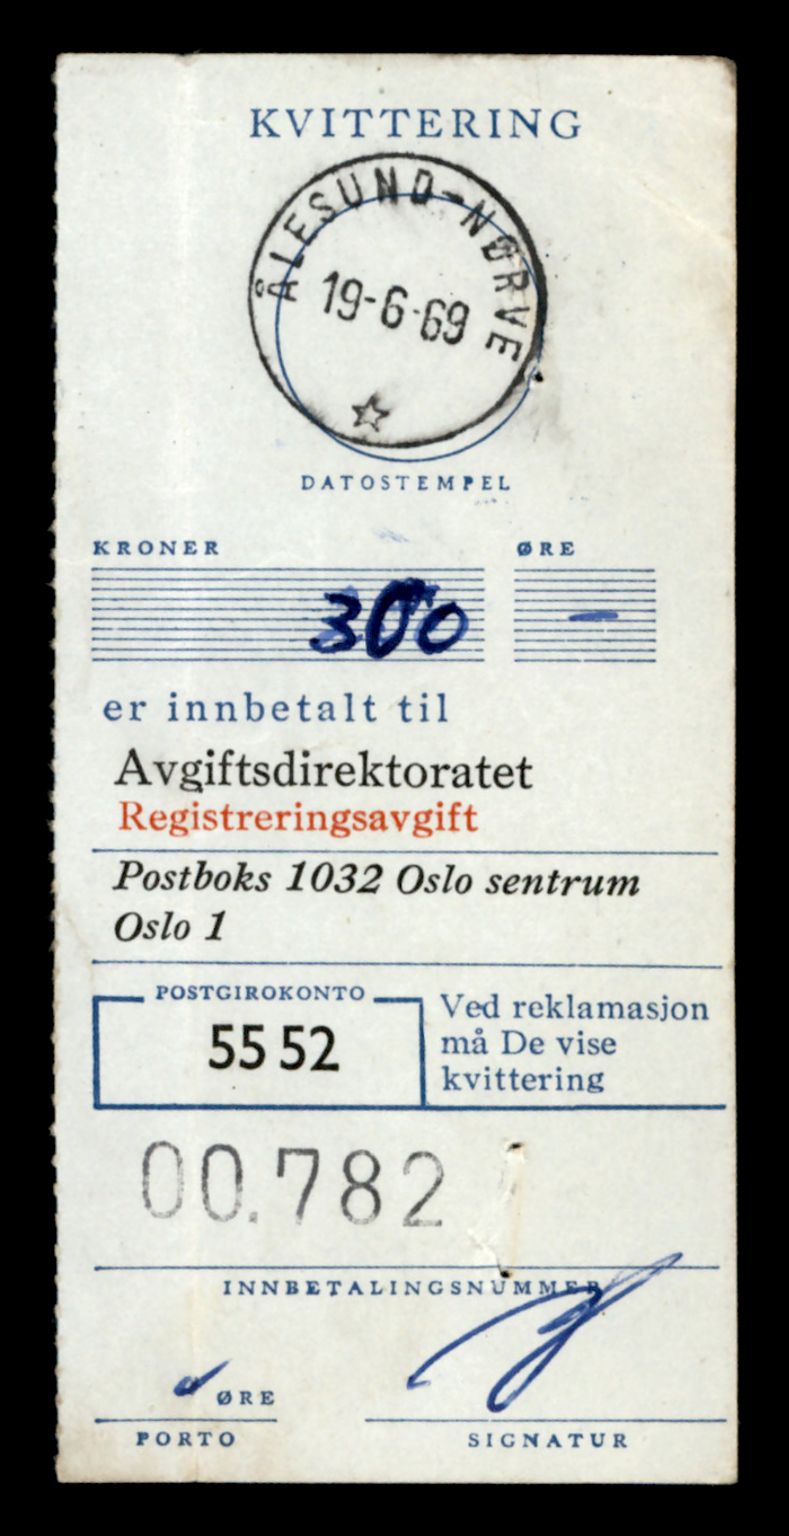 KVITTERING
ÅLESUND-NØRVE
19-6-69
DATOSTEMPEL
KRONER ØRE
300 –
er innbetalt til
Avgiftsdirektoratet
Registreringsavgift
Postboks 1032 Oslo sentrum
Oslo 1
POSTGIROKONTO
55 52
Ved reklamasjon
må De vise
kvittering
00.782
INNBETALINGSNUMMER
ØRE
PORTO SIGNATUR